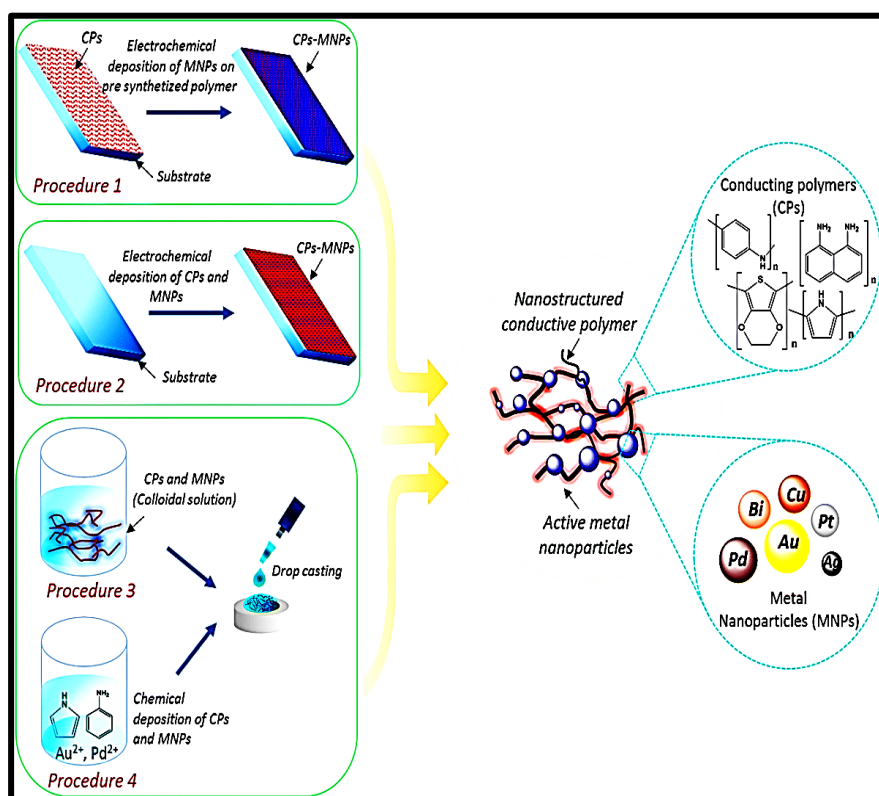 CPs
Electrochemical
deposition of MNPs on
pre synthetized polymer
CPs-MNPs
Substrate
Procedure 1
Electrochemical
deposition of CPs and
MNPs
CPs-MNPs
Substrate
Procedure 2
CPs and MNPs
(Colloidal solution)
Procedure 3
Drop casting
H
N
NH₂
Au²⁺, Pd²⁺
Chemical
deposition of CPs
and MNPs
Procedure 4
Nanostructured
conductive polymer
Active metal
nanoparticles
Conducting polymers
(CPs)
N
H
n
NH₂ NH₂
n
S
O O
n
H
N
n
Bi
Cu
Pt
Au
Pd
Ag
Metal
Nanoparticles (MNPs)